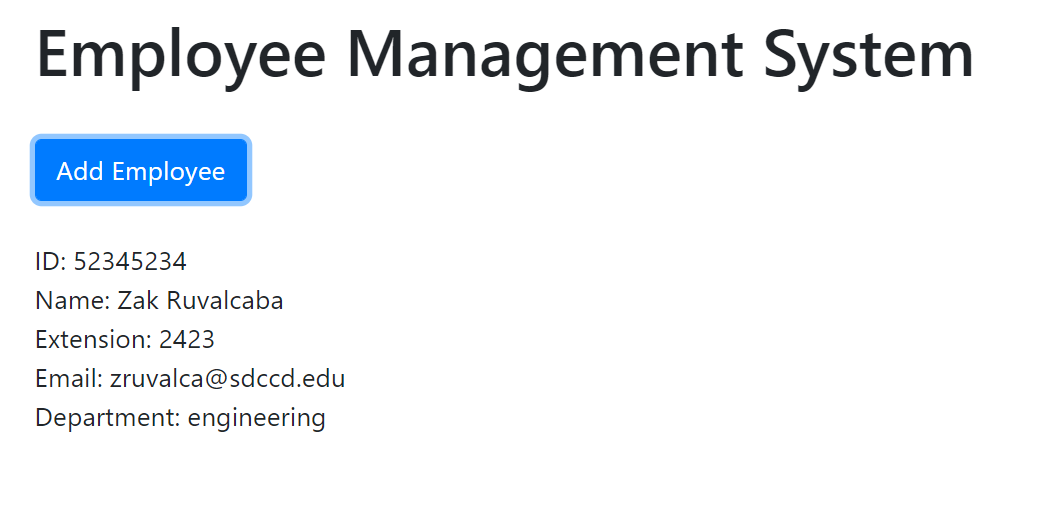 Employee Management System
Add Employee
ID: 52345234
Name: Zak Ruvalcaba
Extension: 2423
Email: zruvalca@sdccd.edu
Department: engineering